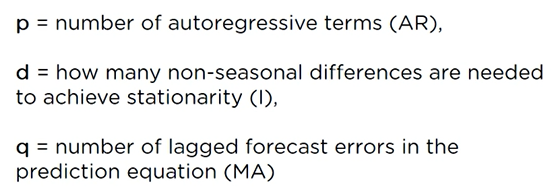 p = number of autoregressive terms (AR),
d = how many non-seasonal differences are needed
to achieve stationarity (I),
q = number of lagged forecast errors in the
prediction equation (MA)